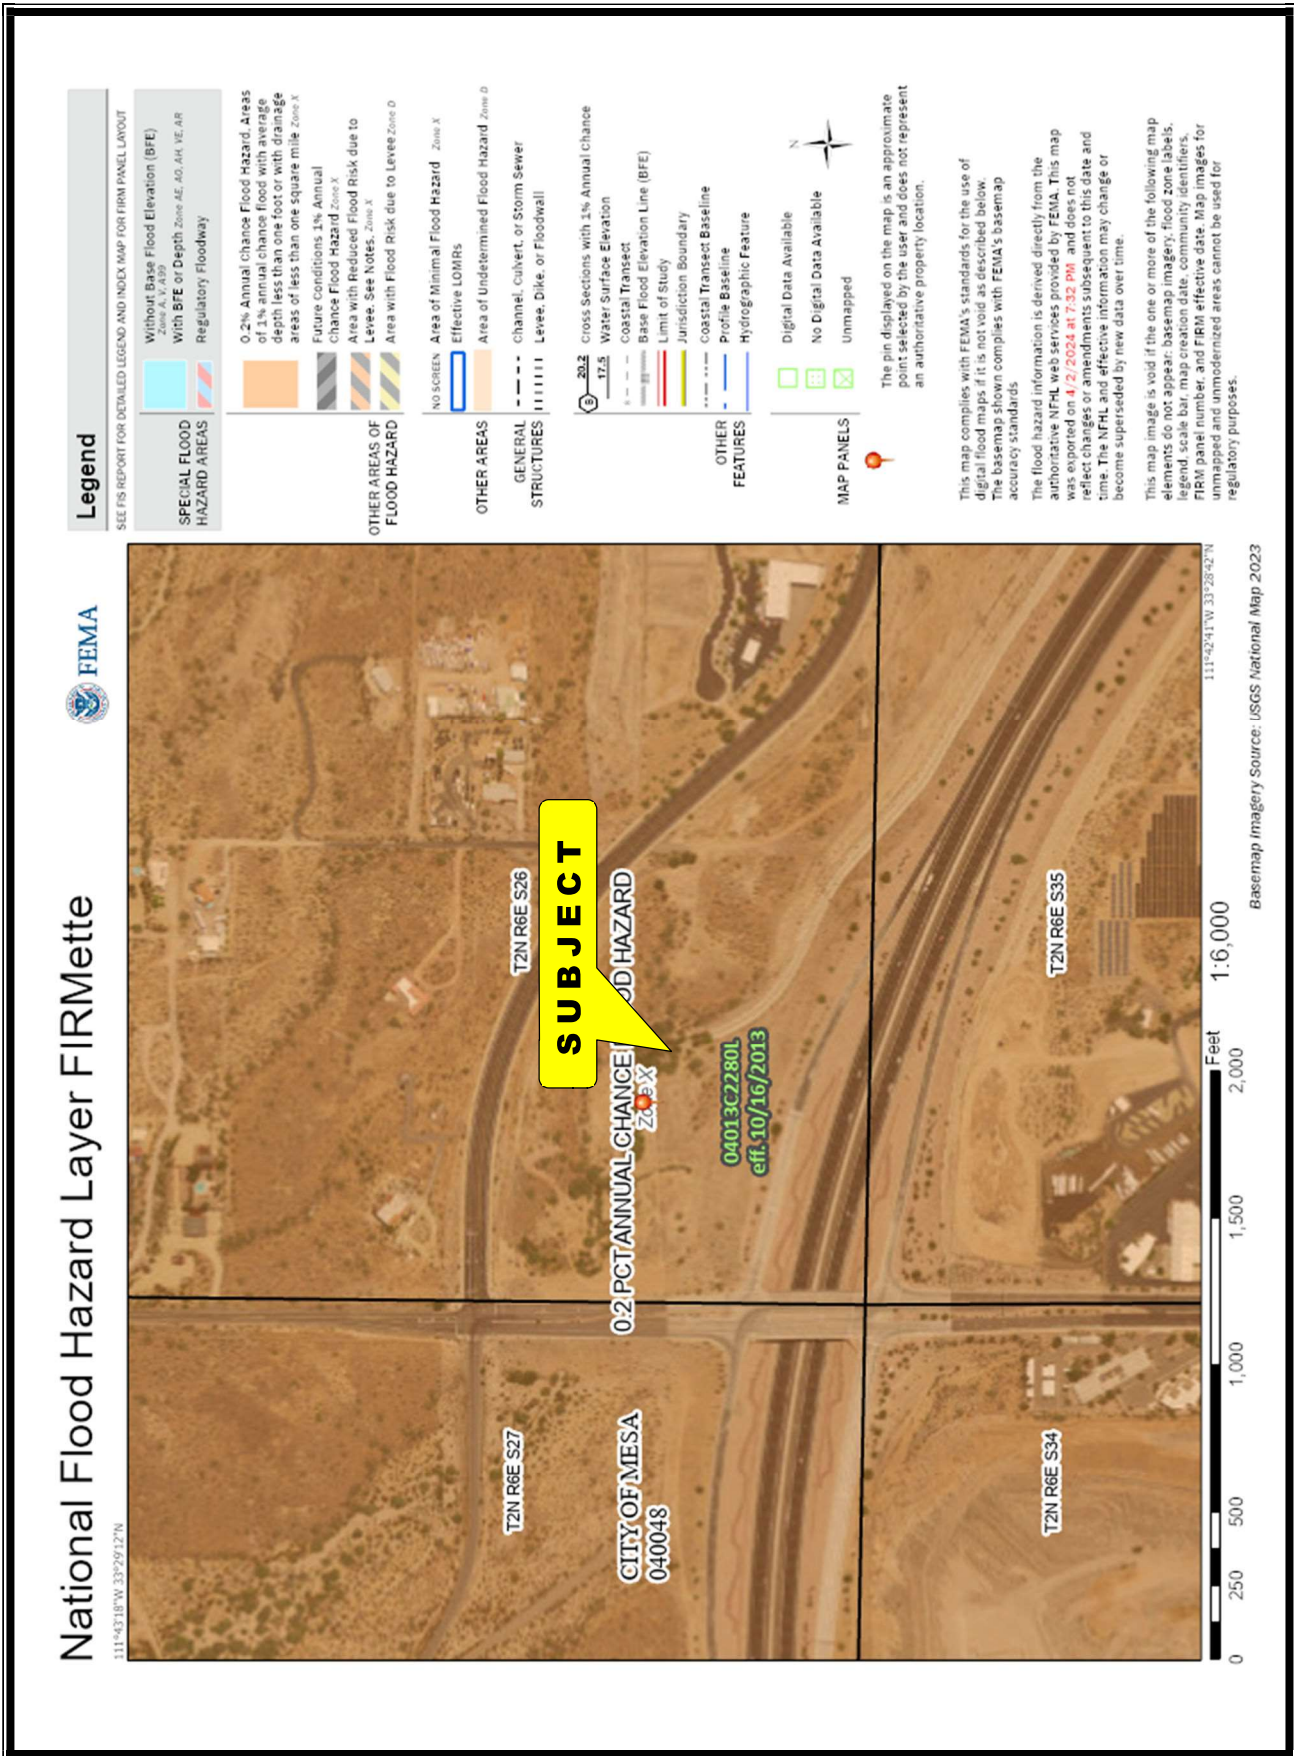 National Flood Hazard Layer FIRMette
FEMA
111°43'18"W 33°29'12"N
T2N R6E S27
T2N R6E S26
SUBJECT
0.2 PCT ANNUAL CHANCE
OD HAZARD
Zone X
CITY OF MESA
040048
04013C2280L
eff. 10/16/2013
T2N R6E S34
T2N R6E S35
111°42'41"W 33°28'42"N
0 250 500 1,000 1,500 2,000
Feet
1:6,000
Basemap Imagery Source: USGS National Map 2023
Legend
SEE FIS REPORT FOR DETAILED LEGEND AND INDEX MAP FOR FIRM PANEL LAYOUT
SPECIAL FLOOD
HAZARD AREAS
Without Base Flood Elevation (BFE)
Zone A, V, A99
With BFE or Depth Zone AE, AO, AH, VE, AR
Regulatory Floodway
OTHER AREAS OF
FLOOD HAZARD
0.2% Annual Chance Flood Hazard, Areas
of 1% annual chance flood with average
depth less than one foot or with drainage
areas of less than one square mile Zone X
Future Conditions 1% Annual
Chance Flood Hazard Zone X
Area with Reduced Flood Risk due to
Levee. See Notes. Zone X
Area with Flood Risk due to Levee Zone D
OTHER AREAS
NO SCREEN Area of Minimal Flood Hazard Zone X
Effective LOMRs
Area of Undetermined Flood Hazard Zone D
GENERAL
STRUCTURES
Channel, Culvert, or Storm Sewer
Levee, Dike, or Floodwall
OTHER
FEATURES
B 20.2 Cross Sections with 1% Annual Chance
17.5 Water Surface Elevation
8 Coastal Transect
Base Flood Elevation Line (BFE)
Limit of Study
Jurisdiction Boundary
Coastal Transect Baseline
Profile Baseline
Hydrographic Feature
MAP PANELS
Digital Data Available
No Digital Data Available
Unmapped
N
The pin displayed on the map is an approximate
point selected by the user and does not represent
an authoritative property location.
This map complies with FEMA's standards for the use of
digital flood maps if it is not void as described below.
The basemap shown complies with FEMA's basemap
accuracy standards
The flood hazard information is derived directly from the
authoritative NFHL web services provided by FEMA. This map
was exported on 4/2/2024 at 7:32 PM and does not
reflect changes or amendments subsequent to this date and
time. The NFHL and effective information may change or
become superseded by new data over time.
This map image is void if the one or more of the following map
elements do not appear: basemap imagery, flood zone labels,
legend, scale bar, map creation date, community identifiers,
FIRM panel number, and FIRM effective date. Map images for
unmapped and unmodernized areas cannot be used for
regulatory purposes.